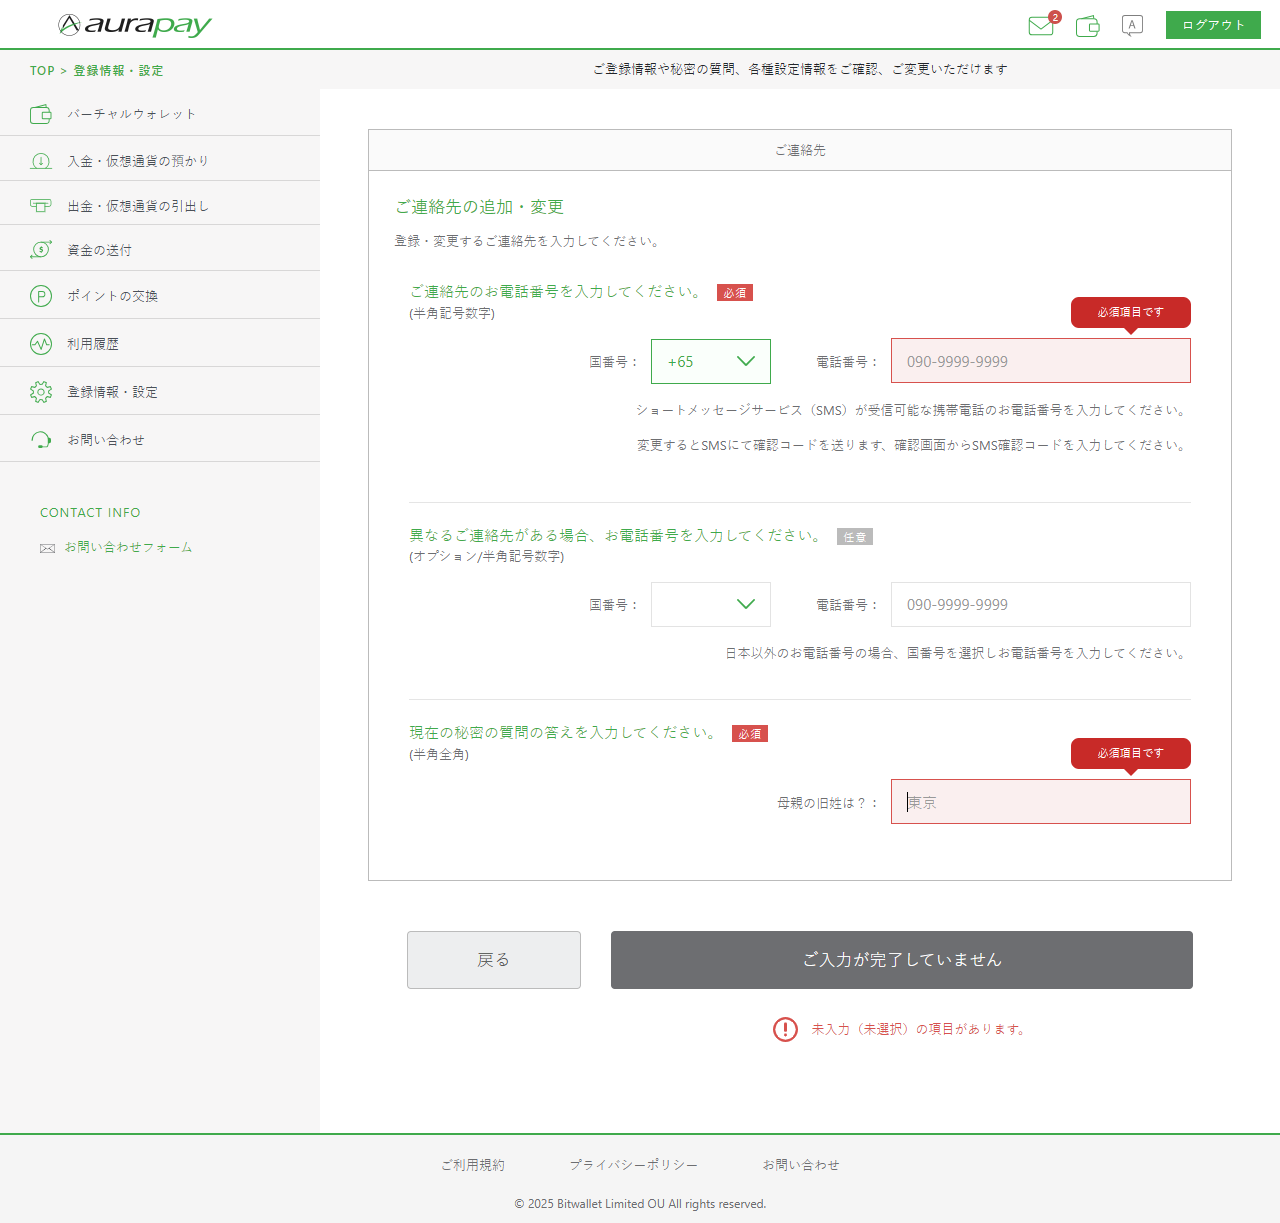 aurapay
2
A
ログアウト
TOP > 登録情報・設定
ご登録情報や秘密の質問、各種設定情報をご確認、ご変更いただけます
バーチャルウォレット
入金・仮想通貨の預かり
出金・仮想通貨の引出し
資金の送付
ポイントの交換
利用履歴
登録情報・設定
お問い合わせ
CONTACT INFO
お問い合わせフォーム
ご連絡先
ご連絡先の追加・変更
登録・変更するご連絡先を入力してください。
ご連絡先のお電話番号を入力してください。 必須
(半角記号数字)
必須項目です
国番号： +65 電話番号： 090-9999-9999
ショートメッセージサービス（SMS）が受信可能な携帯電話のお電話番号を入力してください。
変更するとSMSにて確認コードを送ります、確認画面からSMS確認コードを入力してください。
異なるご連絡先がある場合、お電話番号を入力してください。 任意
(オプション/半角記号数字)
国番号： 電話番号： 090-9999-9999
日本以外のお電話番号の場合、国番号を選択しお電話番号を入力してください。
現在の秘密の質問の答えを入力してください。 必須
(半角全角)
必須項目です
母親の旧姓は？： 東京
戻る
ご入力が完了していません
未入力（未選択）の項目があります。
ご利用規約 プライバシーポリシー お問い合わせ
© 2025 Bitwallet Limited OU All rights reserved.